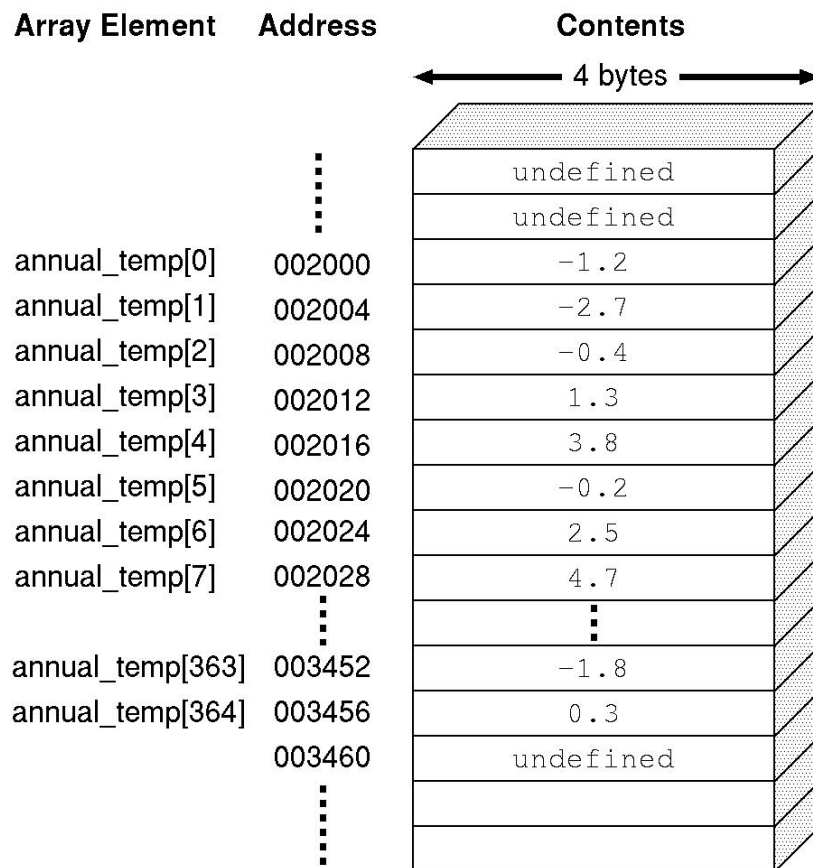 Array Element Address Contents
4 bytes
undefined
undefined
annual_temp[0] 002000 -1.2
annual_temp[1] 002004 -2.7
annual_temp[2] 002008 -0.4
annual_temp[3] 002012 1.3
annual_temp[4] 002016 3.8
annual_temp[5] 002020 -0.2
annual_temp[6] 002024 2.5
annual_temp[7] 002028 4.7
annual_temp[363] 003452 -1.8
annual_temp[364] 003456 0.3
003460 undefined